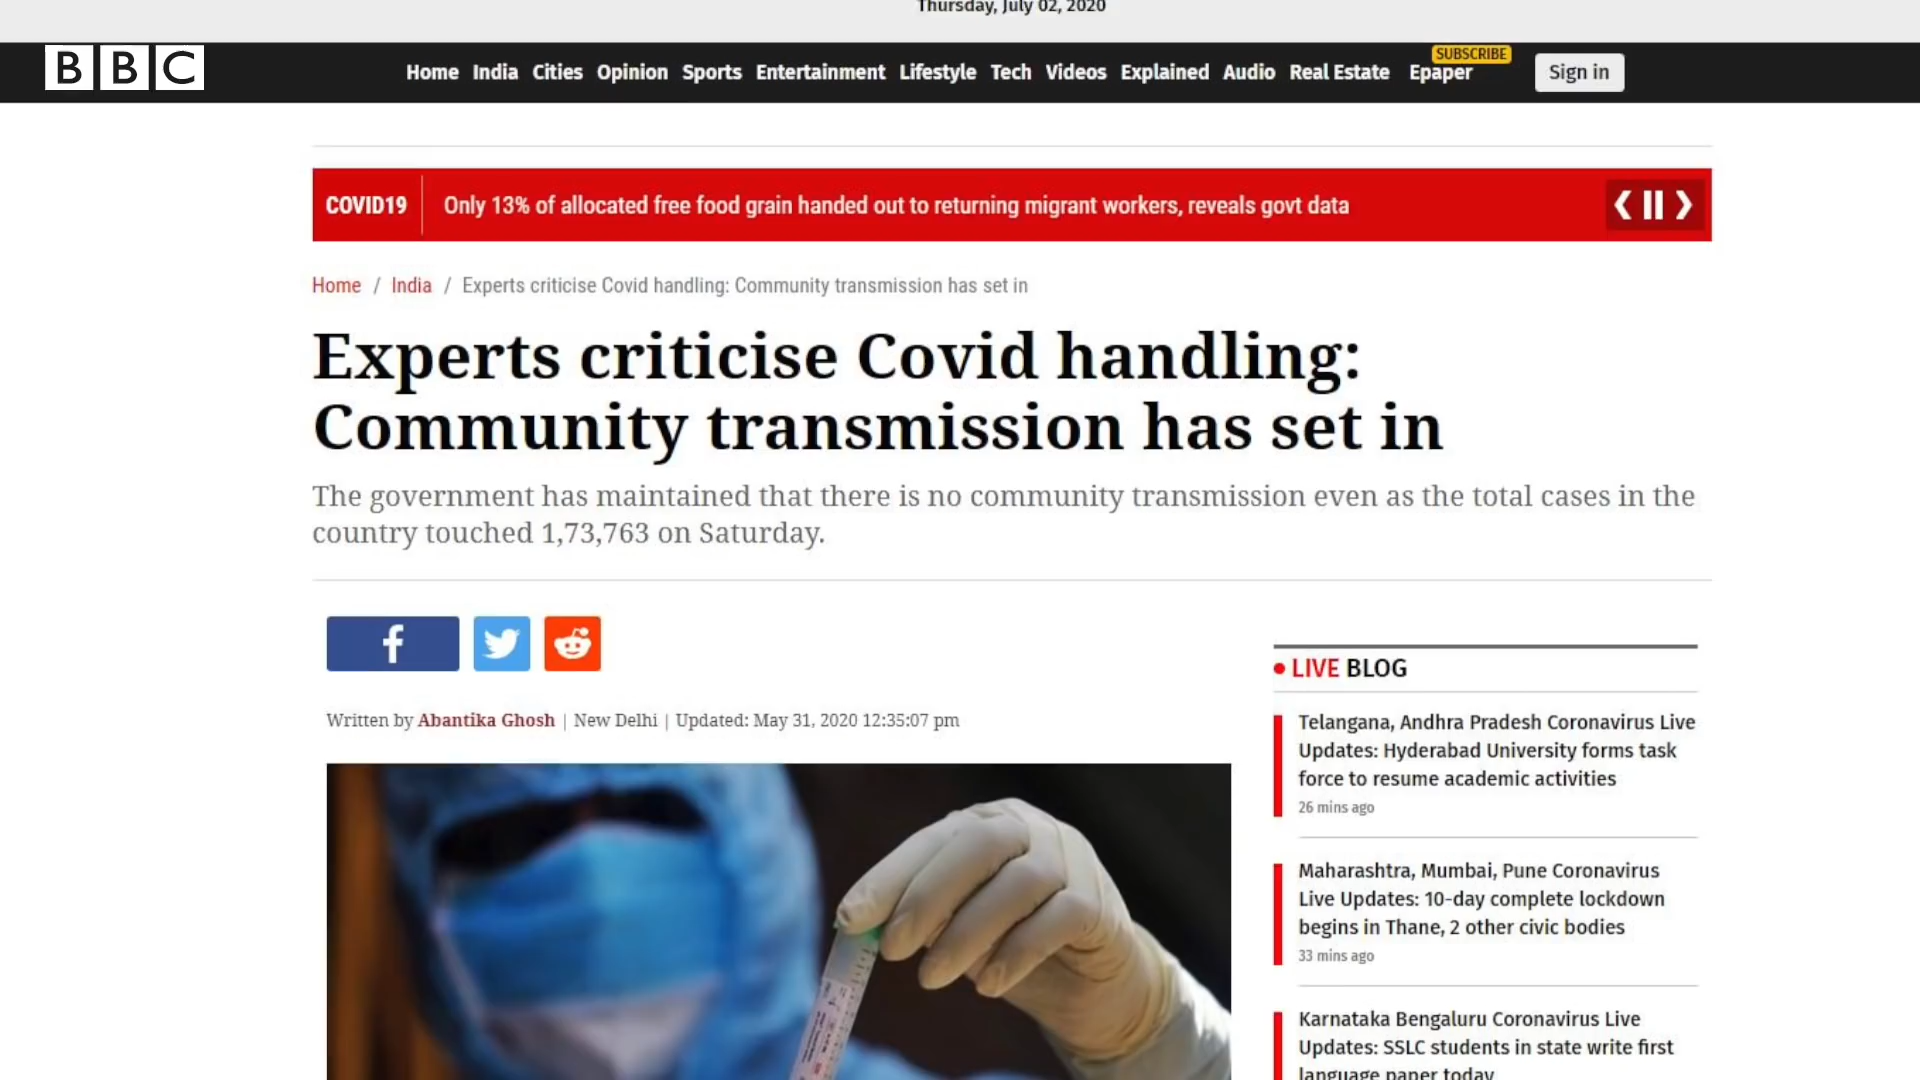 Thursday, July 02, 2020
BBC
Home India Cities Opinion Sports Entertainment Lifestyle Tech Videos Explained Audio Real Estate Epaper SUBSCRIBE Sign in
COVID19 Only 13% of allocated free food grain handed out to returning migrant workers, reveals govt data
Home / India / Experts criticise Covid handling: Community transmission has set in
Experts criticise Covid handling:
Community transmission has set in
The government has maintained that there is no community transmission even as the total cases in the
country touched 1,73,763 on Saturday.
Written by Abantika Ghosh | New Delhi | Updated: May 31, 2020 12:35:07 pm
LIVE BLOG
Telangana, Andhra Pradesh Coronavirus Live
Updates: Hyderabad University forms task
force to resume academic activities
26 mins ago
Maharashtra, Mumbai, Pune Coronavirus
Live Updates: 10-day complete lockdown
begins in Thane, 2 other civic bodies
33 mins ago
Karnataka Bengaluru Coronavirus Live
Updates: SSLC students in state write first
language paper today